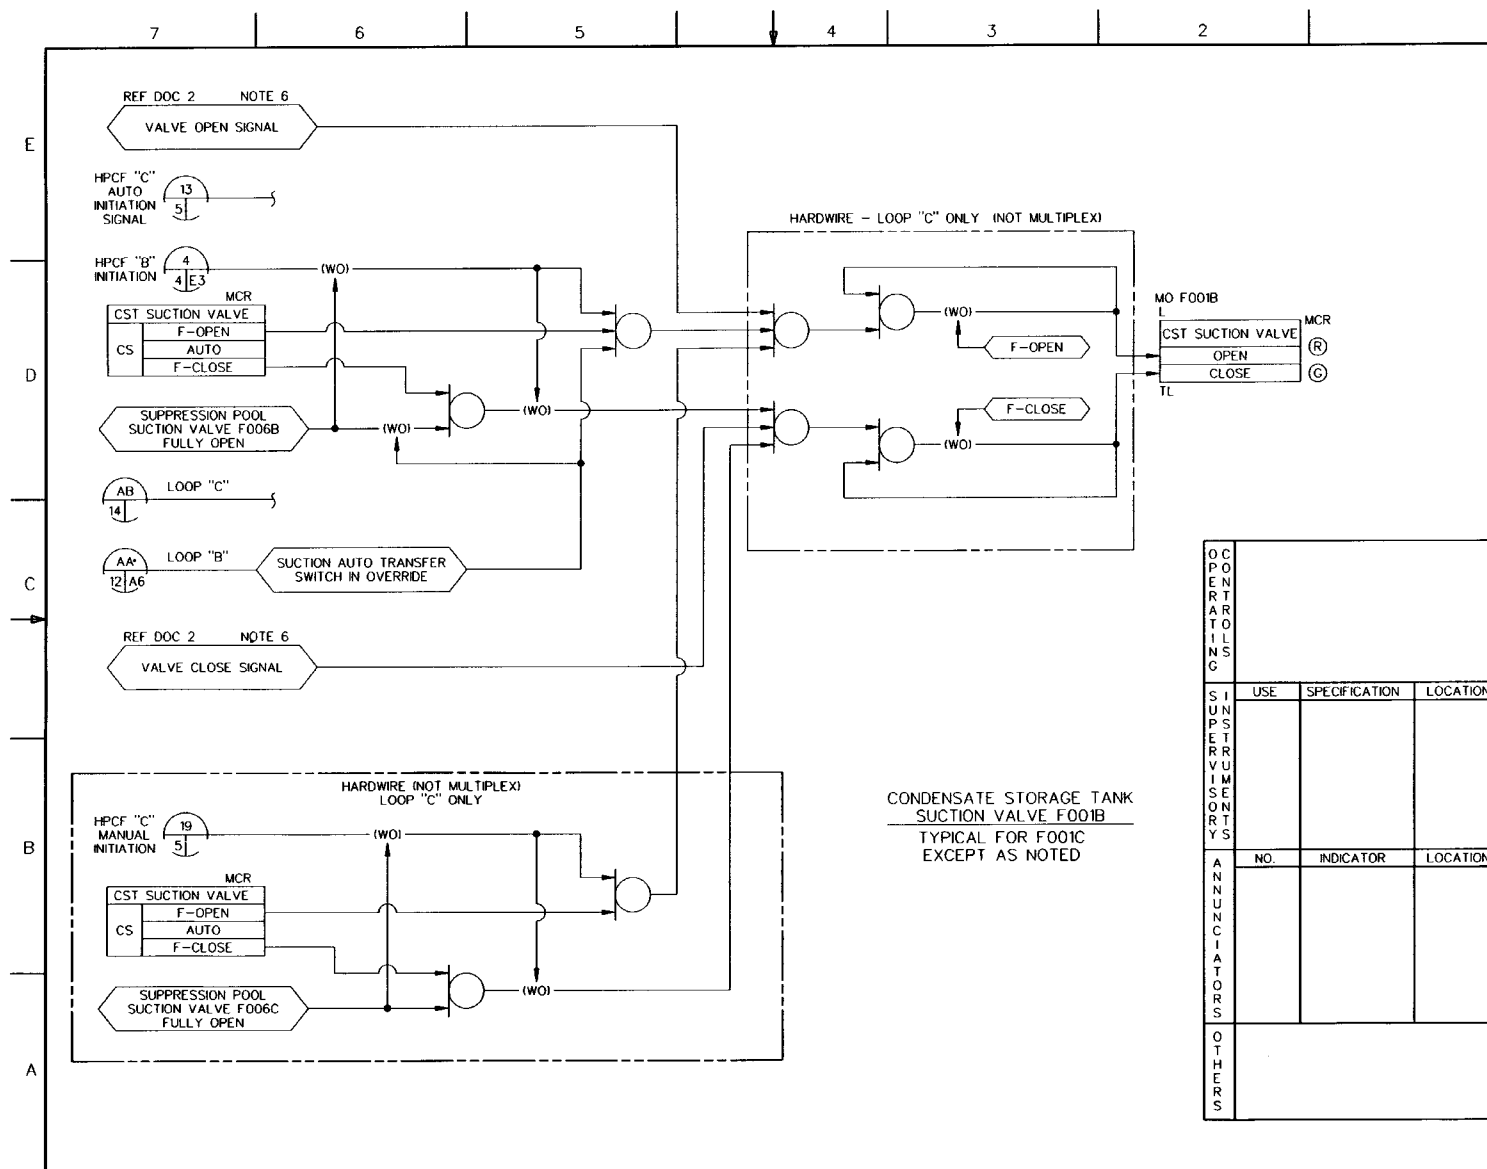 7 6 5 4 3 2
E
D
C
B
A
REF DOC 2 NOTE 6
VALVE OPEN SIGNAL
HPCF "C"
AUTO
INITIATION
SIGNAL
13
5
HPCF "B"
INITIATION
4
4 E3
(WO)
MCR
CST SUCTION VALVE
CS
F-OPEN
AUTO
F-CLOSE
SUPPRESSION POOL
SUCTION VALVE F006B
FULLY OPEN
(WO)
(WO)
AB
14
LOOP "C"
AA
12 A6
LOOP "B"
SUCTION AUTO TRANSFER
SWITCH IN OVERRIDE
REF DOC 2 NOTE 6
VALVE CLOSE SIGNAL
HARDWIRE - LOOP "C" ONLY (NOT MULTIPLEX)
(WO)
F-OPEN
F-CLOSE
(WO)
MO F001B
L
MCR
CST SUCTION VALVE
OPEN
R
CLOSE
G
TL
HARDWIRE (NOT MULTIPLEX)
LOOP "C" ONLY
HPCF "C"
MANUAL
INITIATION
19
5
(WO)
MCR
CST SUCTION VALVE
CS
F-OPEN
AUTO
F-CLOSE
SUPPRESSION POOL
SUCTION VALVE F006C
FULLY OPEN
(WO)
CONDENSATE STORAGE TANK
SUCTION VALVE F001B
TYPICAL FOR F001C
EXCEPT AS NOTED
OPERATING
CONTROLS
SUPERVISORY
INSTRUMENTS
USE SPECIFICATION LOCATION
ANNUNCIATORS
NO. INDICATOR LOCATION
OTHERS